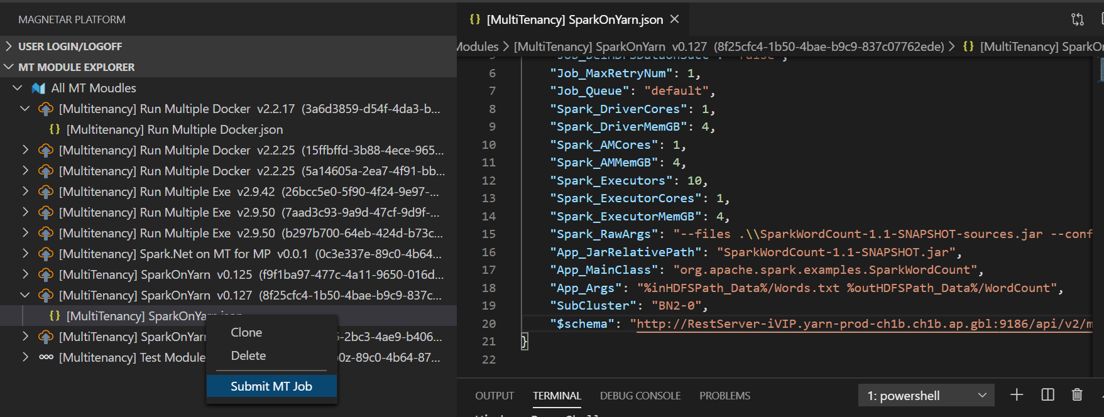 MAGNETAR PLATFORM
USER LOGIN/LOGOFF
MT MODULE EXPLORER
All MT Moudles
[Multitenancy] Run Multiple Docker v2.2.17 (3a6d3859-d54f-4da3-b...
{} [Multitenancy] Run Multiple Docker.json
[Multitenancy] Run Multiple Docker v2.2.25 (15ffbffd-3b88-4ece-965...
[Multitenancy] Run Multiple Docker v2.2.25 (5a14605a-2ea7-4f91-bb...
[Multitenancy] Run Multiple Exe v2.9.42 (26bcc5e0-5f90-4f24-9e97-...
[Multitenancy] Run Multiple Exe v2.9.50 (7aad3c93-9a9d-47cf-9d9f-...
[Multitenancy] Run Multiple Exe v2.9.50 (b297b700-64eb-424d-b73c...
[Multitenancy] Spark.Net on MT for MP v0.0.1 (0c3e337e-89c0-4b64...
[MultiTenancy] SparkOnYarn v0.125 (f9f1ba97-477c-4a11-9650-016d...
[MultiTenancy] SparkOnYarn v0.127 (8f25cfc4-1b50-4bae-b9c9-837c...
{} [MultiTenancy] SparkOnYarn.json
[MultiTenancy] SparkOnYarn
-2bc3-4ae9-b406...
[Multitenancy] Test Module
0z-89c0-4b64-87...
Clone
Delete
Submit MT Job
{} [MultiTenancy] SparkOnYarn.json
Modules > [MultiTenancy] SparkOnYarn v0.127 (8f25cfc4-1b50-4bae-b9c9-837c07762ede) > {} [MultiTenancy] SparkO
6 "Job_MaxRetryNum": 1,
7 "Job_Queue": "default",
8 "Spark_DriverCores": 1,
9 "Spark_DriverMemGB": 4,
10 "Spark_AMCores": 1,
11 "Spark_AMMemGB": 4,
12 "Spark_Executors": 10,
13 "Spark_ExecutorCores": 1,
14 "Spark_ExecutorMemGB": 4,
15 "Spark_RawArgs": "--files .\\SparkWordCount-1.1-SNAPSHOT-sources.jar --conf
16 "App_JarRelativePath": "SparkWordCount-1.1-SNAPSHOT.jar",
17 "App_MainClass": "org.apache.spark.examples.SparkWordCount",
18 "App_Args": "%inHDFSPath_Data%/Words.txt %outHDFSPath_Data%/WordCount",
19 "SubCluster": "BN2-0",
20 "$schema": "http://RestServer-iVIP.yarn-prod-ch1b.ch1b.ap.gbl:9186/api/v2/m
21 }
22
OUTPUT TERMINAL DEBUG CONSOLE PROBLEMS 1: powershell